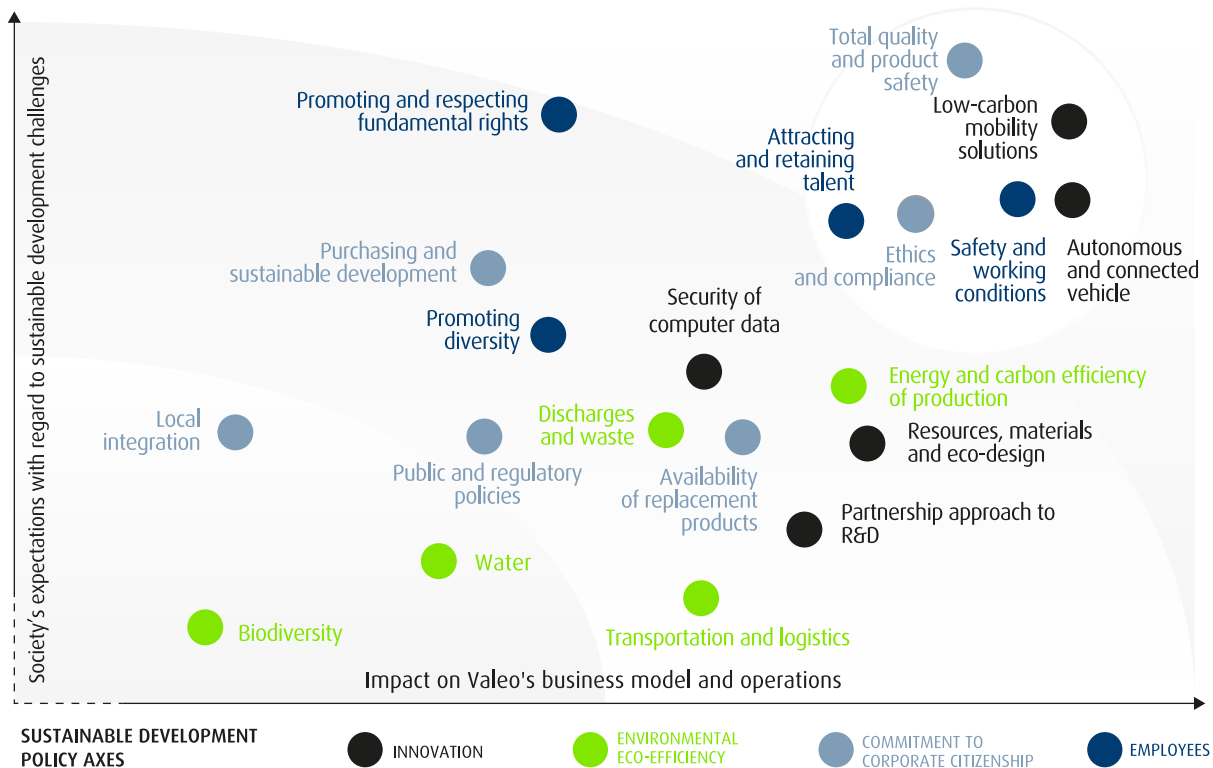 Society's expectations with regard to sustainable development challenges
Total quality
and product
safety
Promoting and respecting
fundamental rights
Low-carbon
mobility
solutions
Attracting
and retaining
talent
Purchasing and
sustainable development
Ethics
and compliance
Safety and
working
conditions
Autonomous
and connected
vehicle
Security of
computer data
Promoting
diversity
Energy and carbon efficiency
of production
Local
integration
Discharges
and waste
Resources, materials
and eco-design
Public and regulatory
policies
Availability
of replacement
products
Partnership approach to
R&D
Water
Biodiversity
Transportation and logistics
Impact on Valeo's business model and operations
SUSTAINABLE DEVELOPMENT
POLICY AXES
INNOVATION
ENVIRONMENTAL
ECO-EFFICIENCY
COMMITMENT TO
CORPORATE CITIZENSHIP
EMPLOYEES